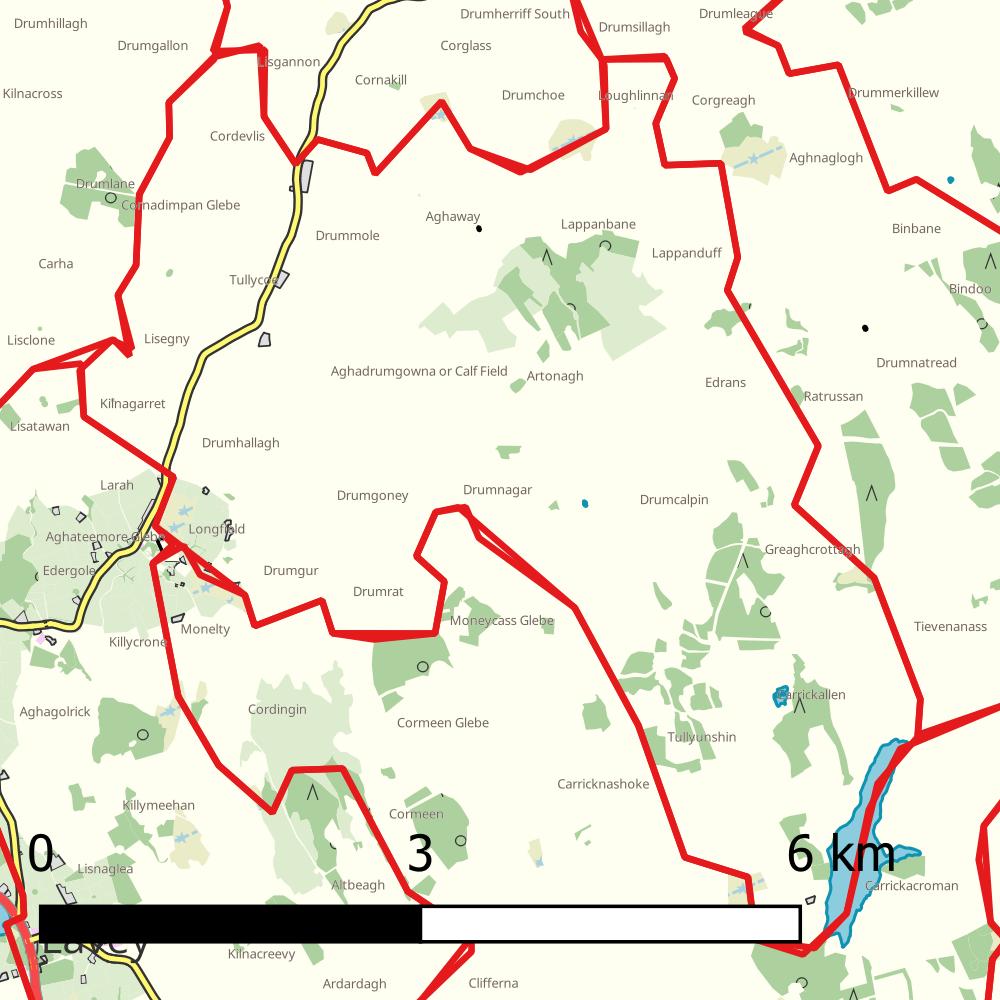 Drumherriff South
Drumleague
Drumhillagh
Drumsillagh
Drumgallon
Corglass
Lisgannon
Cornakill
Kilnacross
Drumchoe
Loughlinnan
Corgreagh
Drummerkillew
Cordevlis
Aghnaglogh
Drumlane
Cornadimpan Glebe
Aghaway
Lappanbane
Binbane
Drummole
Lappanduff
Carha
Tullycoe
Bindoo
Lisclone
Lisegny
Drumnatread
Aghadrumgowna or Calf Field
Artonagh
Edrans
Ratrussan
Kilnagarret
Lisatawan
Drumhallagh
Larah
Drumgoney
Drumnagar
Drumcalpin
Aghateemore Glebe
Longfield
Greaghcrottagh
Edergole
Drumgur
Drumrat
Moneycass Glebe
Tievenanass
Killycrone
Monelty
Carrickallen
Aghagolrick
Cordingin
Cormeen Glebe
Tullyunshin
Carricknashoke
Killymeehan
Cormeen
0 3 6 km
Lisnaglea
Altbeagh
Carrickacroman
Lavey
Kilnacreevy
Ardardagh
Clifferna